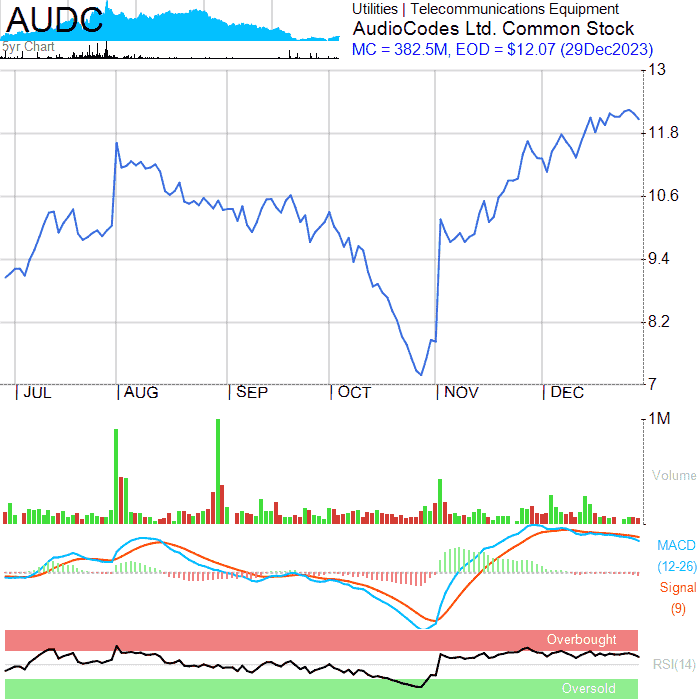 AUDC
5yr Chart
Utilities | Telecommunications Equipment
AudioCodes Ltd. Common Stock
MC = 382.5M, EOD = $12.07 (29Dec2023)
13
11.8
10.6
9.4
8.2
7
|JUL |AUG |SEP |OCT |NOV |DEC
1M
Volume
MACD
(12-26)
Signal
(9)
Overbought
RSI(14)
Oversold